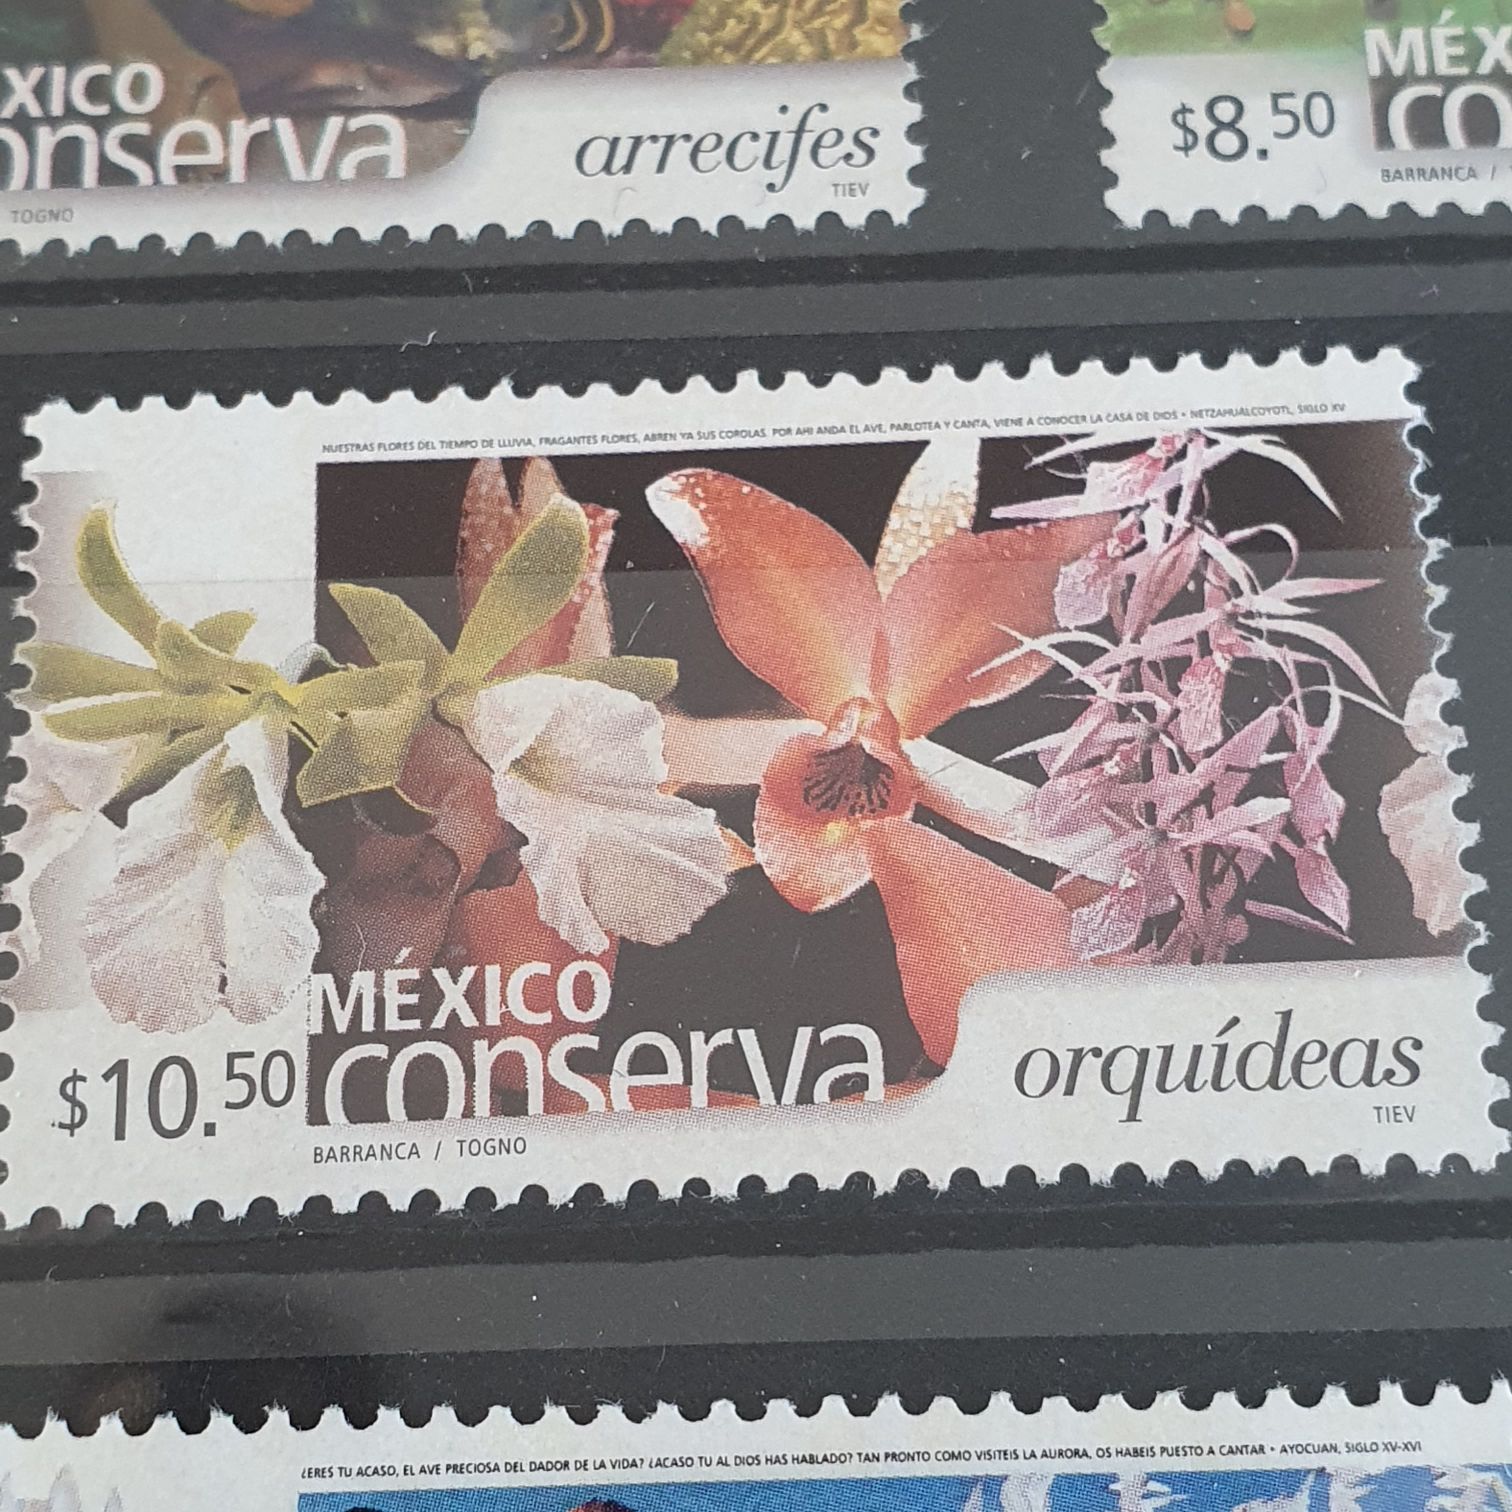 XICO
onserva
arrecifes
TIEV
TOGNO
$8.50
MÉX
CO
BARRANCA /
NUESTRAS FLORES DEL TIEMPO DE LLUVIA, FRAGANTES FLORES, ABREN YA SUS COROLAS. POR AHI ANDA EL AVE, PARLOTEA Y CANTA, VIENE A CONOCER LA CASA DE DIOS • NETZAHUALCOYOTL, SIGLO XV
MÉXICO
conserva
$10.50
orquídeas
TIEV
BARRANCA / TOGNO
¿ERES TU ACASO, EL AVE PRECIOSA DEL DADOR DE LA VIDA? ¿ACASO TU AL DIOS HAS HABLADO? TAN PRONTO COMO VISITEIS LA AURORA, OS HABEIS PUESTO A CANTAR • AYOCUAN, SIGLO XV-XVI